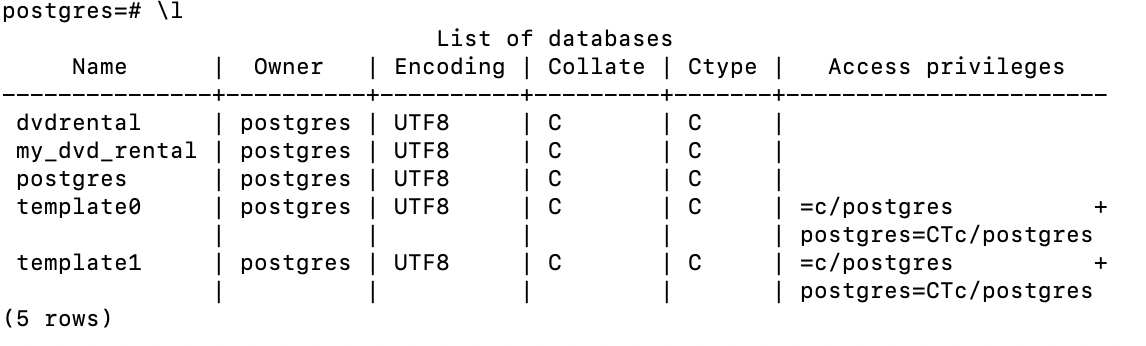 postgres=# \l
                               List of databases
     Name      |  Owner   | Encoding | Collate | Ctype |   Access privileges
---------------+----------+----------+---------+-------+-----------------------
 dvdrental     | postgres | UTF8     | C       | C     |
 my_dvd_rental | postgres | UTF8     | C       | C     |
 postgres      | postgres | UTF8     | C       | C     |
 template0     | postgres | UTF8     | C       | C     | =c/postgres          +
               |          |          |         |       | postgres=CTc/postgres
 template1     | postgres | UTF8     | C       | C     | =c/postgres          +
               |          |          |         |       | postgres=CTc/postgres
(5 rows)